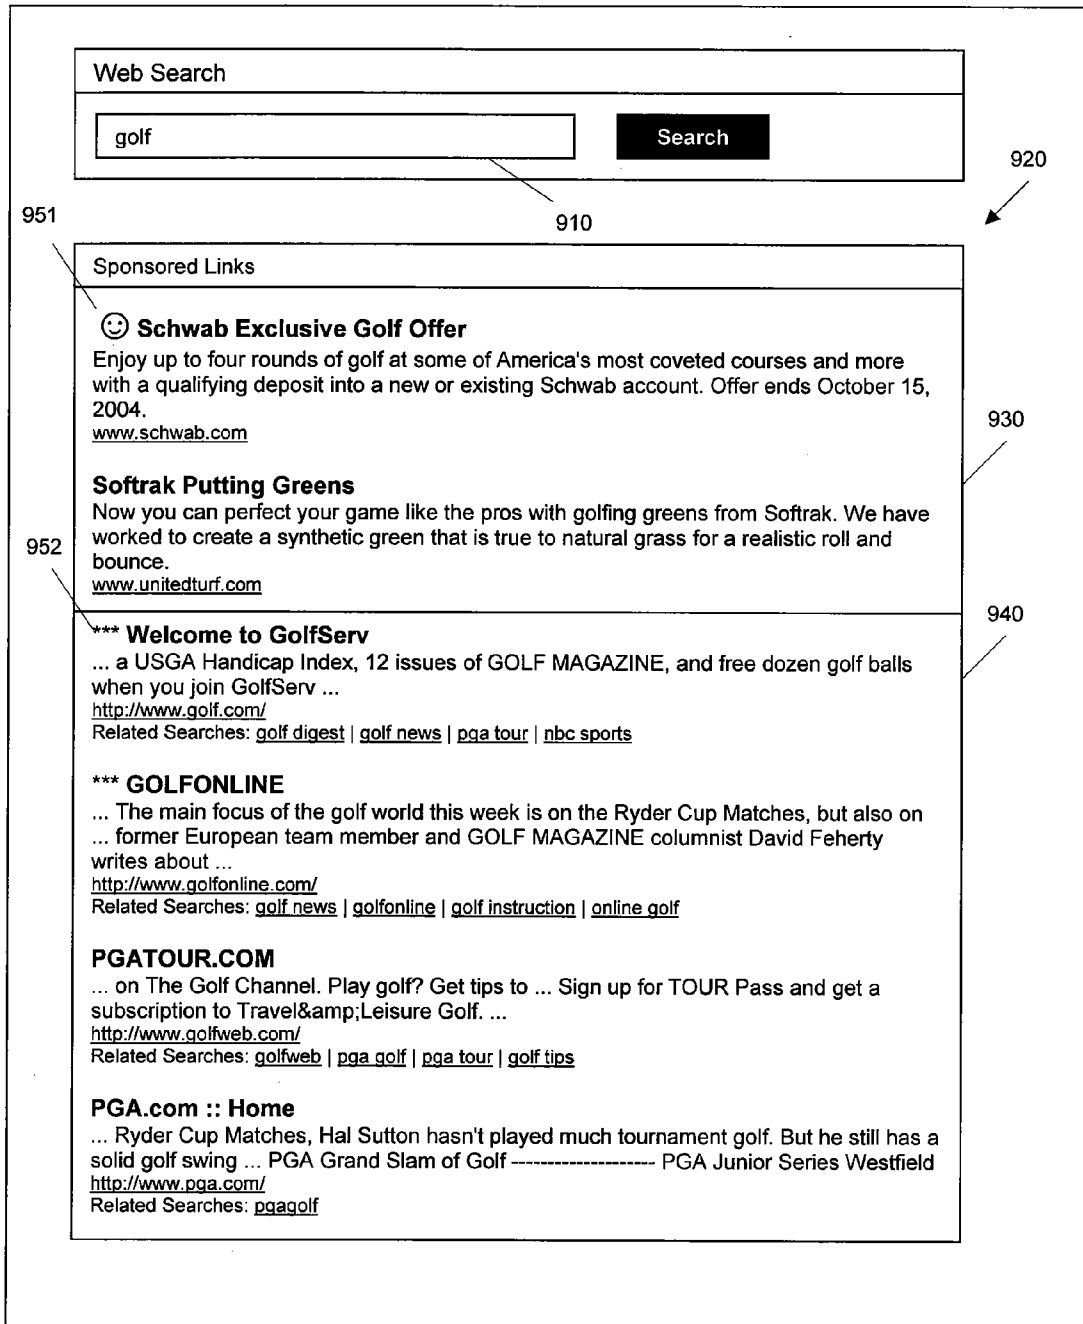 Web Search
golf
Search
920
951
910
Sponsored Links
☺ Schwab Exclusive Golf Offer
Enjoy up to four rounds of golf at some of America's most coveted courses and more
with a qualifying deposit into a new or existing Schwab account. Offer ends October 15,
2004.
www.schwab.com
930
Softrak Putting Greens
Now you can perfect your game like the pros with golfing greens from Softrak. We have
worked to create a synthetic green that is true to natural grass for a realistic roll and
bounce.
www.unitedturf.com
952
940
*** Welcome to GolfServ
... a USGA Handicap Index, 12 issues of GOLF MAGAZINE, and free dozen golf balls
when you join GolfServ ...
http://www.golf.com/
Related Searches: golf digest | golf news | pga tour | nbc sports
*** GOLFONLINE
... The main focus of the golf world this week is on the Ryder Cup Matches, but also on
... former European team member and GOLF MAGAZINE columnist David Feherty
writes about ...
http://www.golfonline.com/
Related Searches: golf news | golfonline | golf instruction | online golf
PGATOUR.COM
... on The Golf Channel. Play golf? Get tips to ... Sign up for TOUR Pass and get a
subscription to Travel&amp;Leisure Golf. ...
http://www.golfweb.com/
Related Searches: golfweb | pga golf | pga tour | golf tips
PGA.com :: Home
... Ryder Cup Matches, Hal Sutton hasn't played much tournament golf. But he still has a
solid golf swing ... PGA Grand Slam of Golf -------------------- PGA Junior Series Westfield
http://www.pga.com/
Related Searches: pgagolf